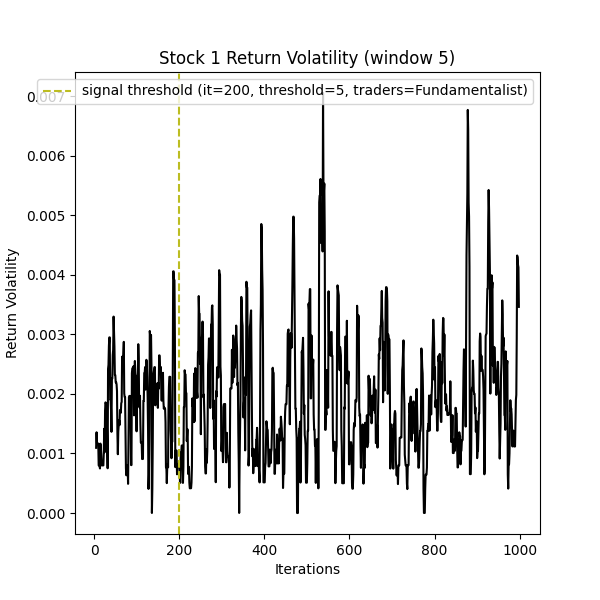 Stock 1 Return Volatility (window 5)
signal threshold (it=200, threshold=5, traders=Fundamentalist)
0.007
0.006
0.005
0.004
0.003
0.002
0.001
0.000
Return Volatility
0 200 400 600 800 1000
Iterations